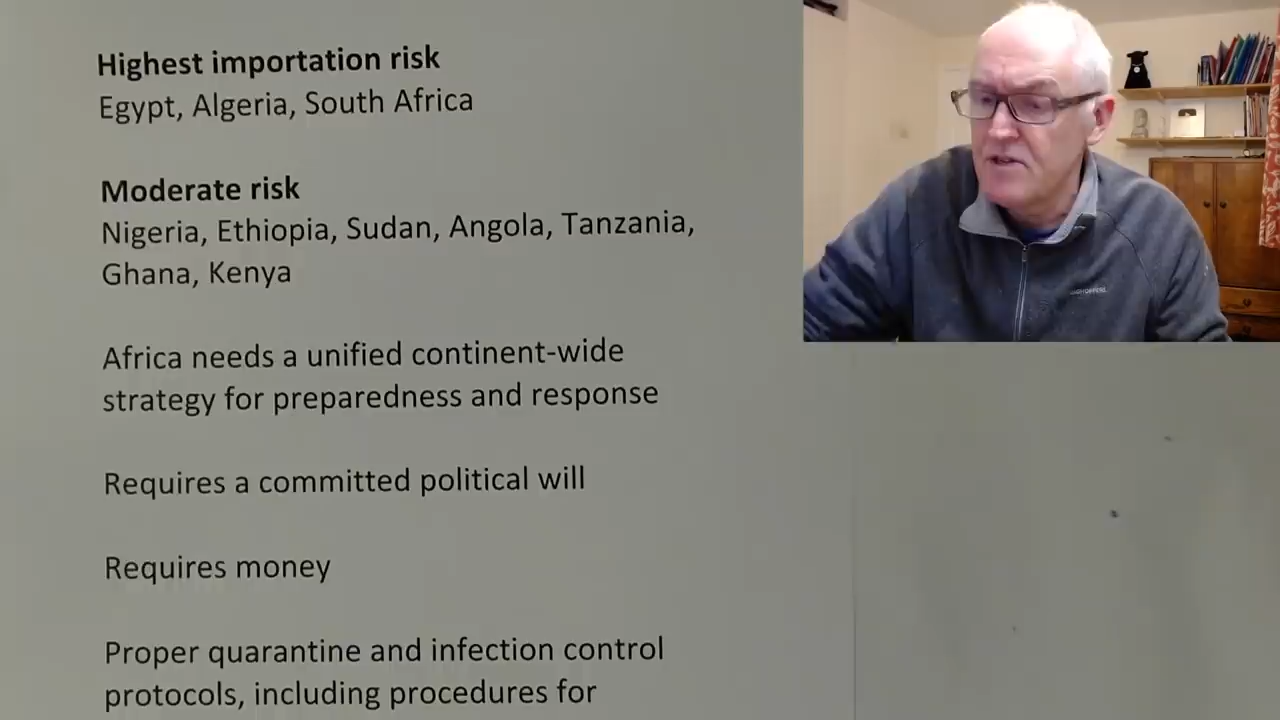 Highest importation risk
Egypt, Algeria, South Africa
Moderate risk
Nigeria, Ethiopia, Sudan, Angola, Tanzania,
Ghana, Kenya
Africa needs a unified continent-wide
strategy for preparedness and response
Requires a committed political will
Requires money
Proper quarantine and infection control
protocols, including procedures for